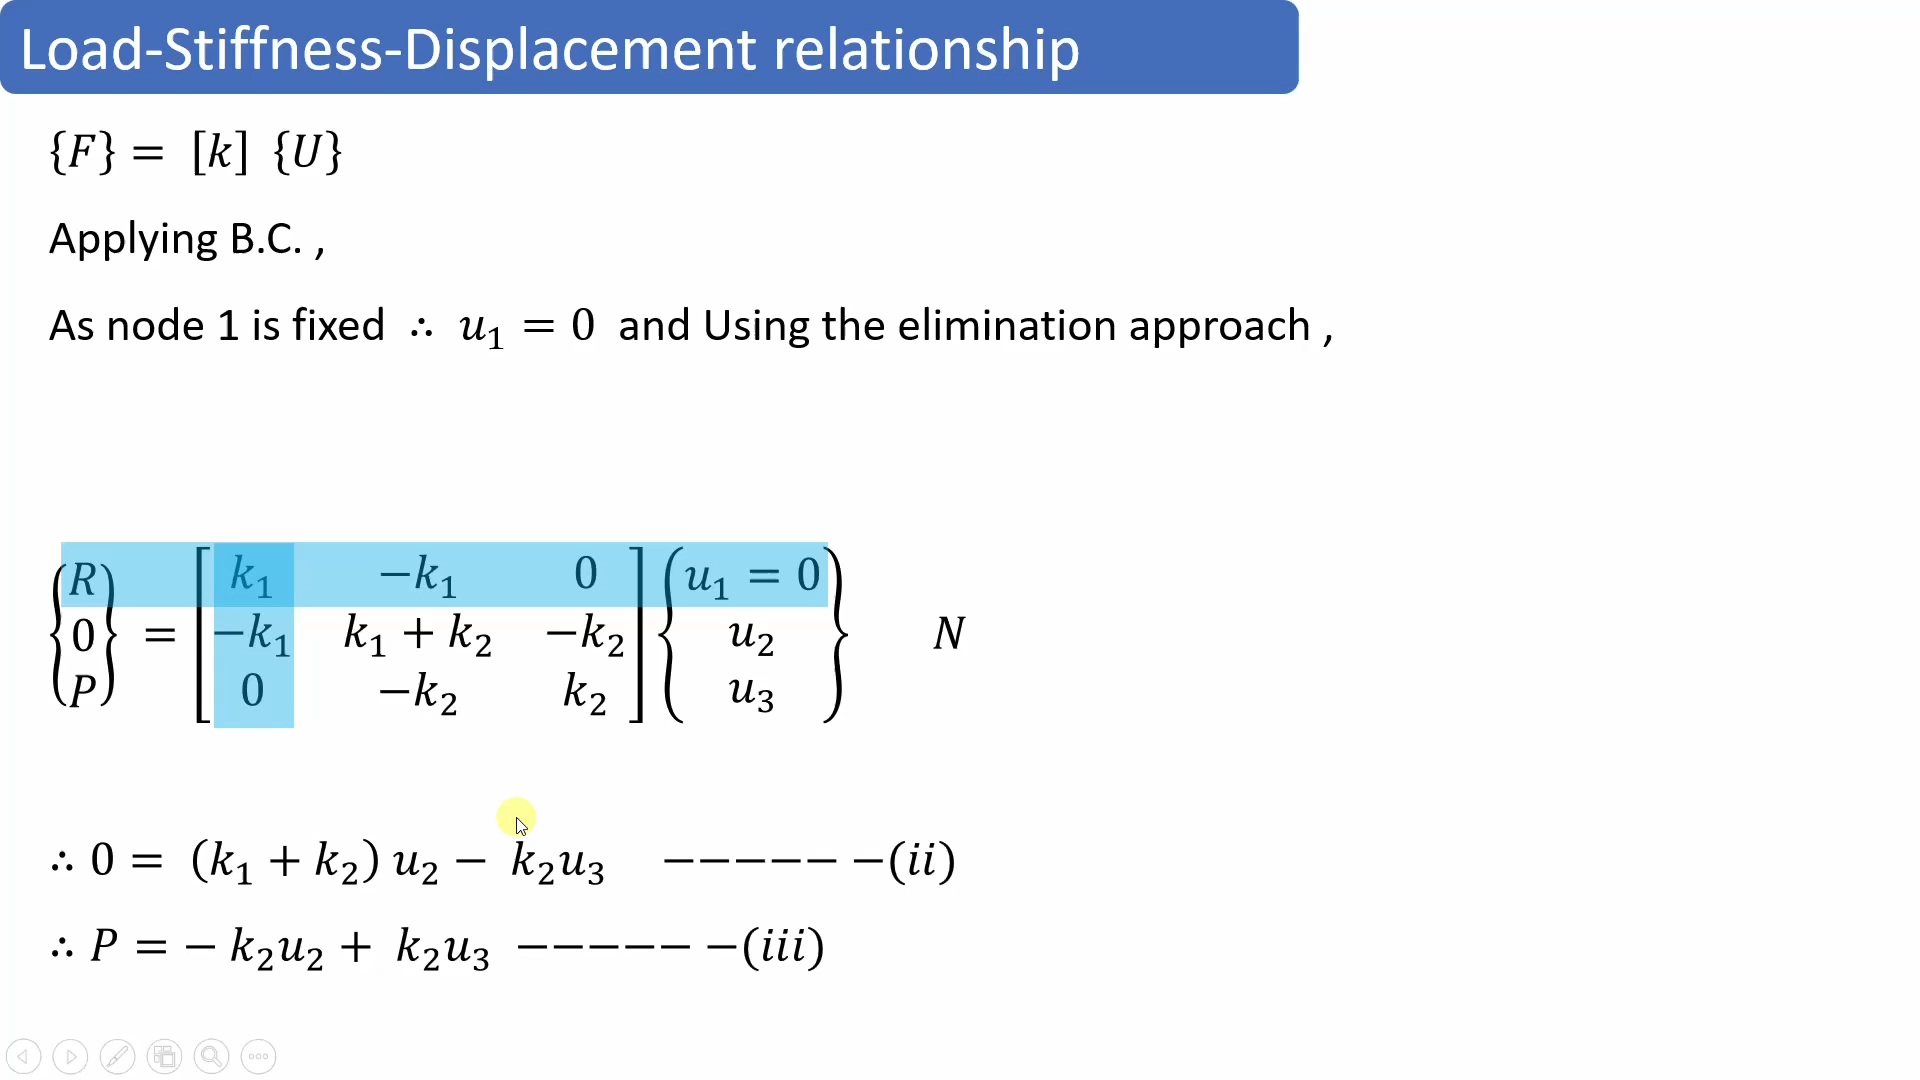 Load-Stiffness-Displacement relationship
{F} = [k] {U}
Applying B.C. ,
As node 1 is fixed ∴ u₁ = 0 and Using the elimination approach ,
R k₁ −k₁ 0 u₁ = 0
0 = −k₁ k₁ + k₂ −k₂ u₂ N
P 0 −k₂ k₂ u₃
∴ 0 = (k₁ + k₂) u₂ − k₂u₃ − − − − − −(ii)
∴ P = − k₂u₂ + k₂u₃ − − − − − −(iii)